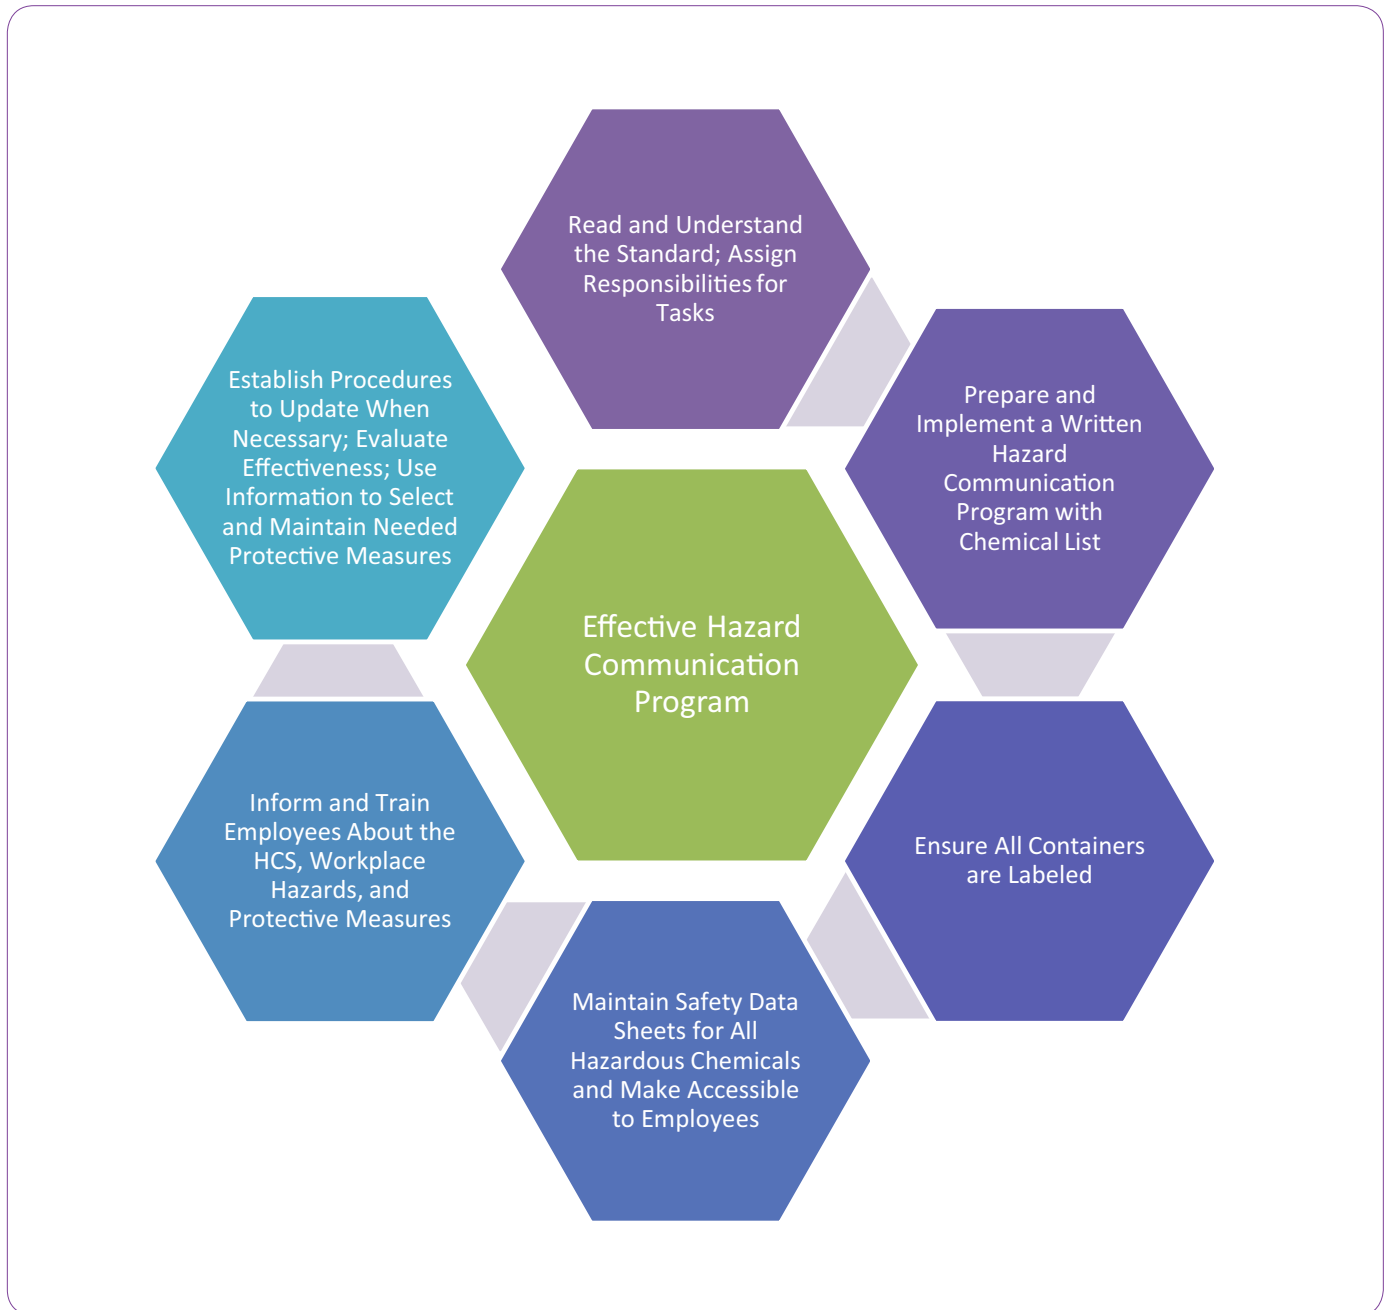 Read and Understand
the Standard; Assign
Responsibilities for
Tasks
Prepare and
Implement a Written
Hazard
Communication
Program with
Chemical List
Ensure All Containers
are Labeled
Maintain Safety Data
Sheets for All
Hazardous Chemicals
and Make Accessible
to Employees
Inform and Train
Employees About the
HCS, Workplace
Hazards, and
Protective Measures
Establish Procedures
to Update When
Necessary; Evaluate
Effectiveness; Use
Information to Select
and Maintain Needed
Protective Measures
Effective Hazard
Communication
Program